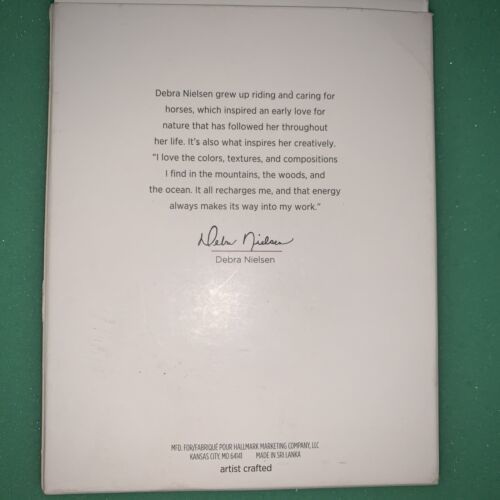 Debra Nielsen grew up riding and caring for
horses, which inspired an early love for
nature that has followed her throughout
her life. It's also what inspires her creatively.
"I love the colors, textures, and compositions
I find in the mountains, the woods, and
the ocean. It all recharges me, and that energy
always makes its way into my work."
Debra Nielsen
Debra Nielsen
MFD. FOR/FABRIQUÉ POUR HALLMARK MARKETING COMPANY, LLC
KANSAS CITY, MO 64141 MADE IN SRI LANKA
artist crafted